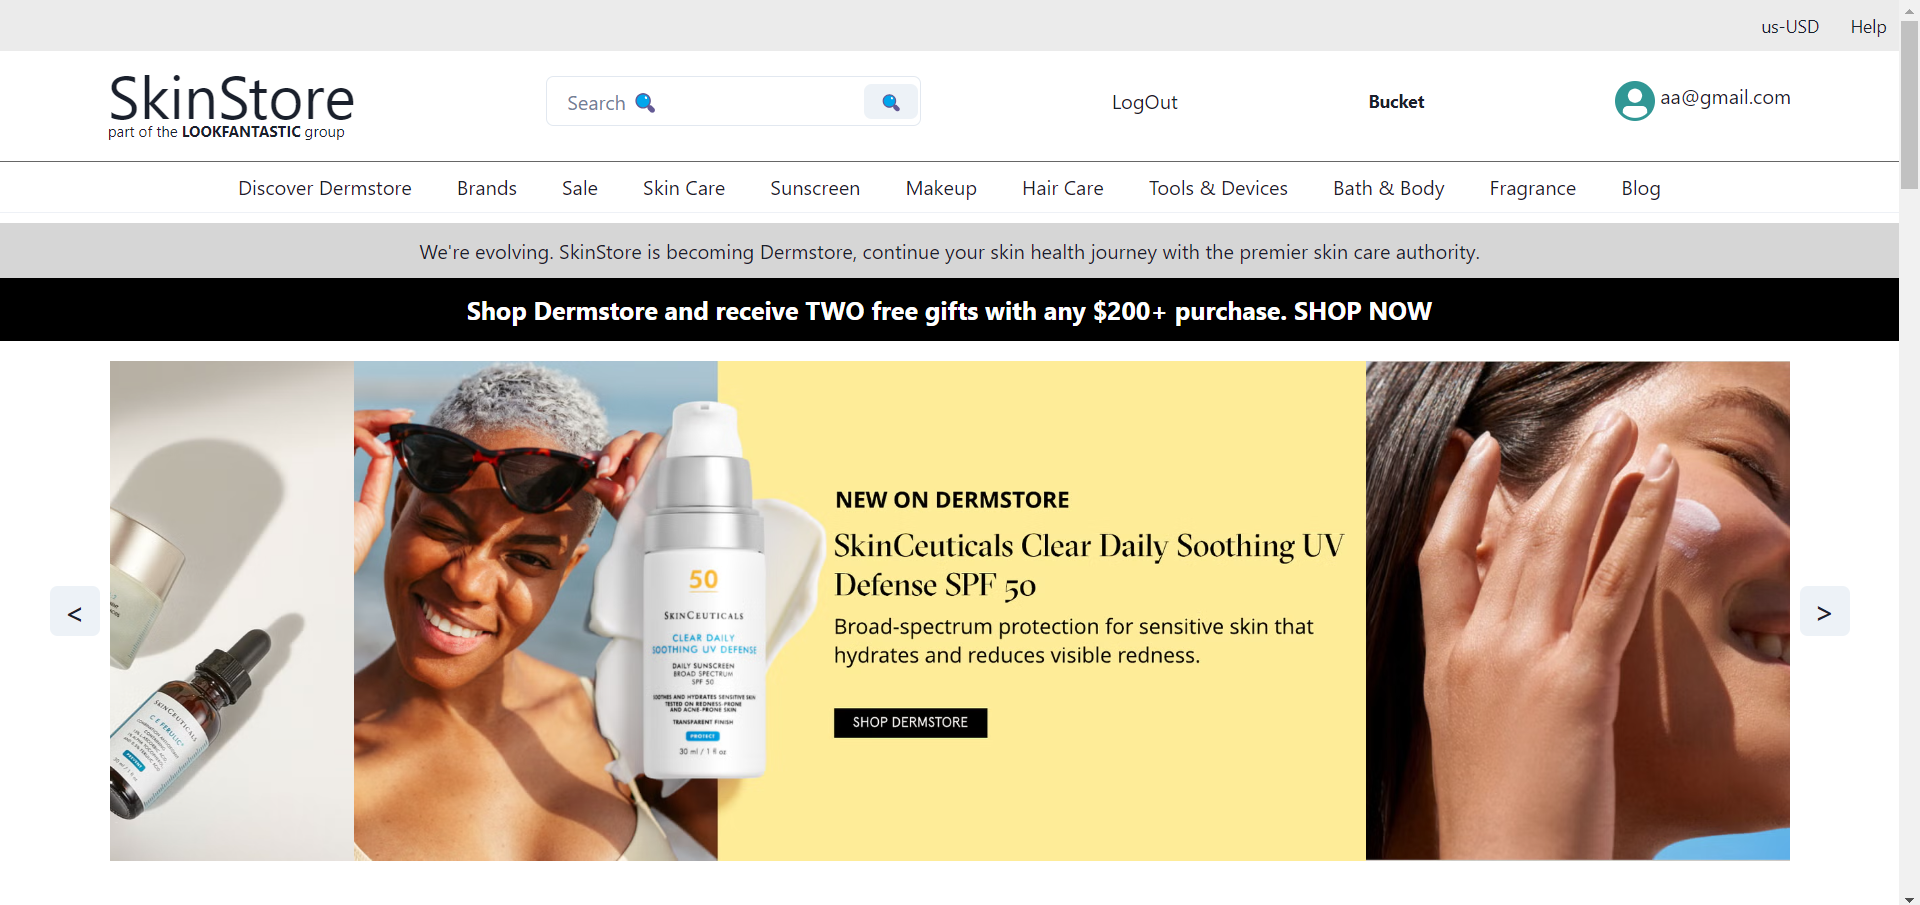 us-USD Help
SkinStore
part of the LOOKFANTASTIC group
Search
LogOut
Bucket
aa@gmail.com
Discover Dermstore Brands Sale Skin Care Sunscreen Makeup Hair Care Tools & Devices Bath & Body Fragrance Blog
We're evolving. SkinStore is becoming Dermstore, continue your skin health journey with the premier skin care authority.
Shop Dermstore and receive TWO free gifts with any $200+ purchase. SHOP NOW
<
SKINCEUTICALS
C E FERULIC
PREVENT
30 ml / 1 fl oz
50
SKINCEUTICALS
CLEAR DAILY
SOOTHING UV DEFENSE
DAILY SUNSCREEN
BROAD SPECTRUM
SPF 50
SOOTHES AND HYDRATES SENSITIVE SKIN
TESTED ON REDNESS-PRONE
AND ACNE-PRONE SKIN
TRANSPARENT FINISH
PROTECT
30 ml / 1 fl oz
NEW ON DERMSTORE
SkinCeuticals Clear Daily Soothing UV
Defense SPF 50
Broad-spectrum protection for sensitive skin that
hydrates and reduces visible redness.
SHOP DERMSTORE
>